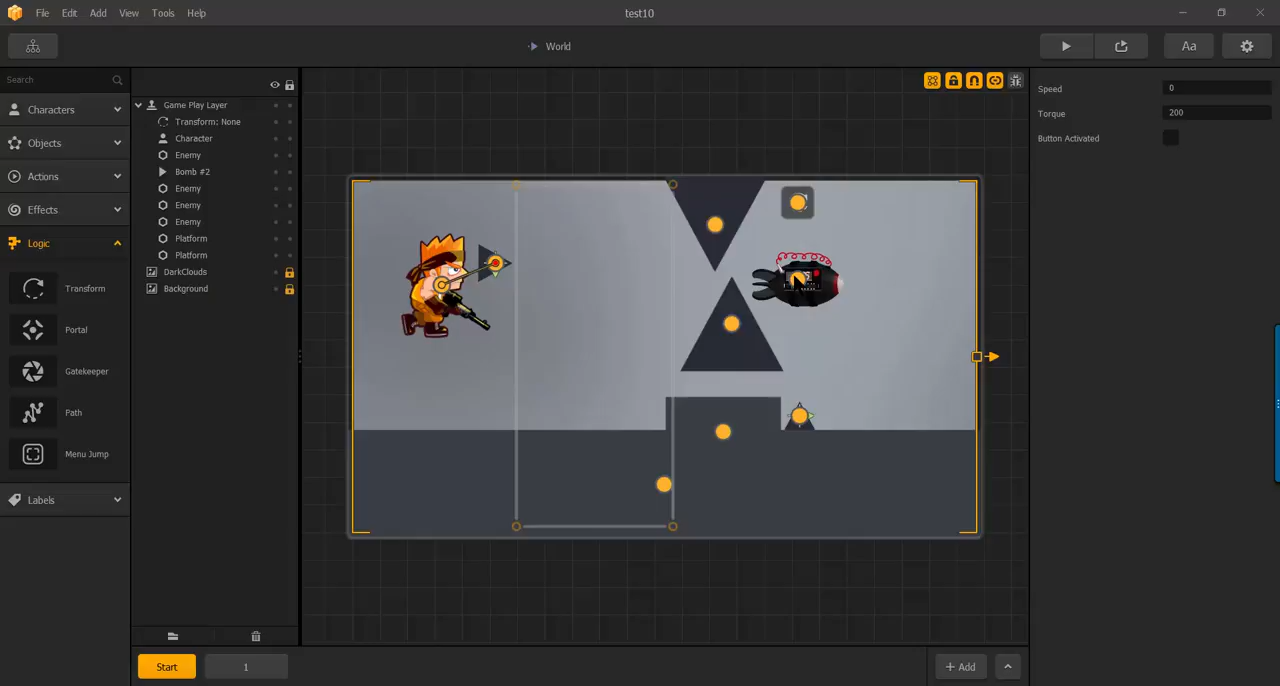 File Edit Add View Tools Help
test10
World
Aa
Search
Characters
Objects
Actions
Effects
Logic
Transform
Portal
Gatekeeper
Path
Menu Jump
Labels
Game Play Layer
Transform: None
Character
Enemy
Bomb #2
Enemy
Enemy
Enemy
Platform
Platform
DarkClouds
Background
Speed 0
Torque 200
Button Activated
Start 1
+ Add